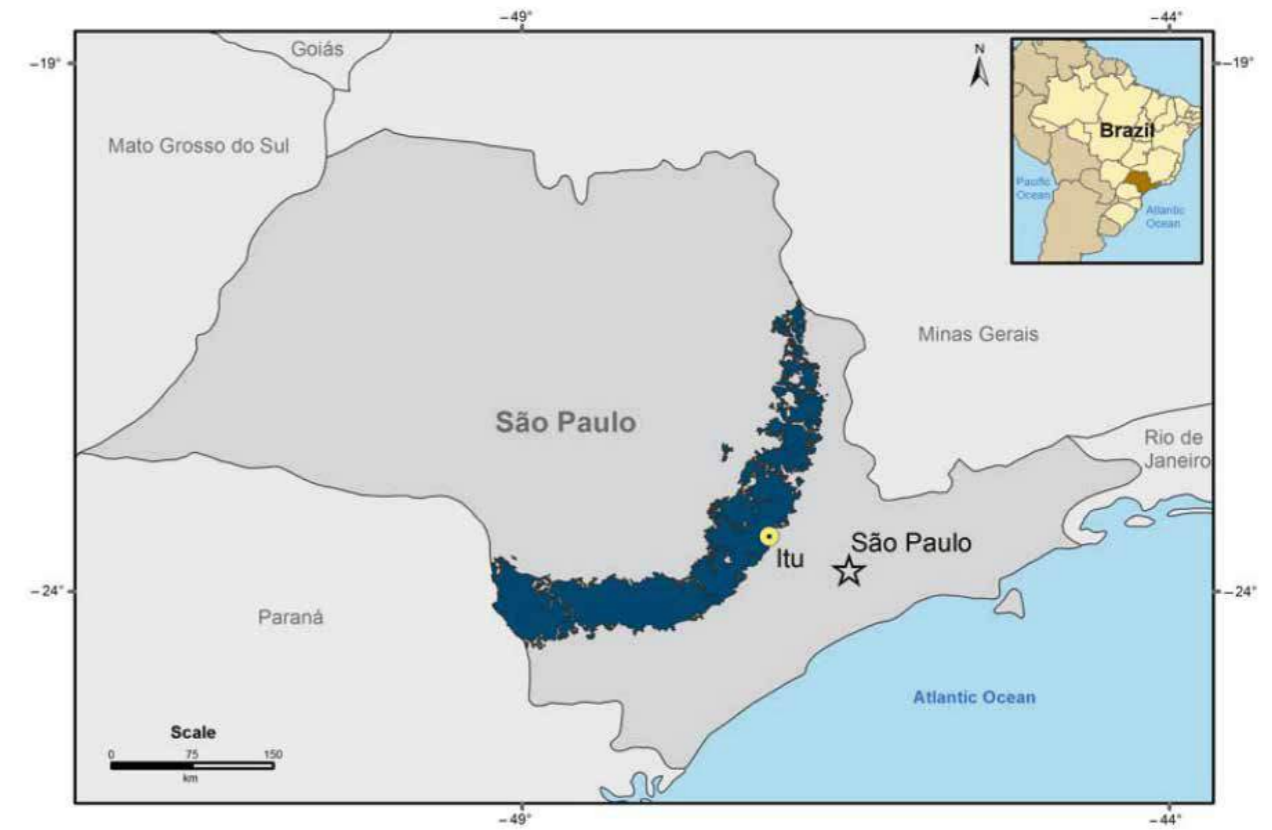 −49°
−44°
−19°
−19°
Goiás
N
Mato Grosso do Sul
Brazil
Pacific
Ocean
Atlantic
Ocean
Minas Gerais
São Paulo
Rio de
Janeiro
São Paulo
Itu
−24°
−24°
Paraná
Atlantic Ocean
Scale
0 75 150
km
−49°
−44°